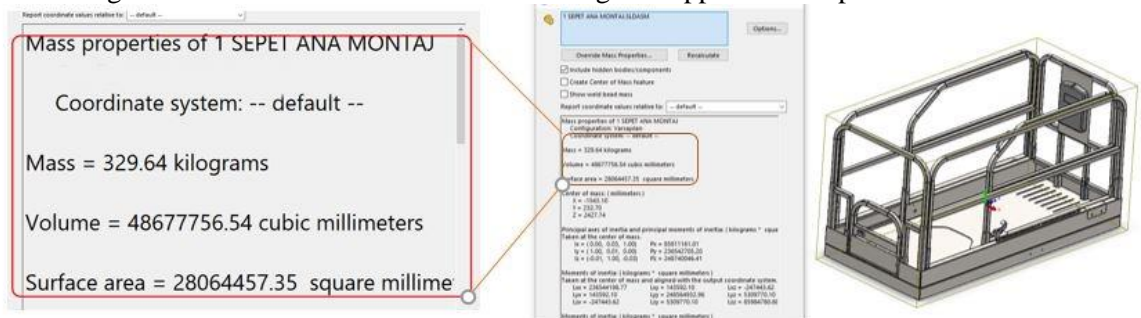 Report coordinate values relative to: -- default --
Mass properties of 1 SEPET ANA MONTAJ
Coordinate system: -- default --
Mass = 329.64 kilograms
Volume = 48677756.54 cubic millimeters
Surface area = 28064457.35 square millime
1 SEPET ANA MONTAJ.SLDASM
Options...
Override Mass Properties...
Recalculate
Include hidden bodies/components
Create Center of Mass feature
Show weld bead mass
Report coordinate values relative to: -- default --
Mass properties of 1 SEPET ANA MONTAJ
Configuration: Varsayılan
Coordinate system: -- default --
Mass = 329.64 kilograms
Volume = 48677756.54 cubic millimeters
Surface area = 28064457.35 square millimeters
Center of mass: ( millimeters )
Y = 232.70
Z = 2427.74
Principal axes of inertia and principal moments of inertia: ( kilograms * squa
Taken at the center of mass.
Moments of inertia: ( kilograms * square millimeters )
Taken at the center of mass and aligned with the output coordinate system.
Moments of inertia: ( kilograms * square millimeters )